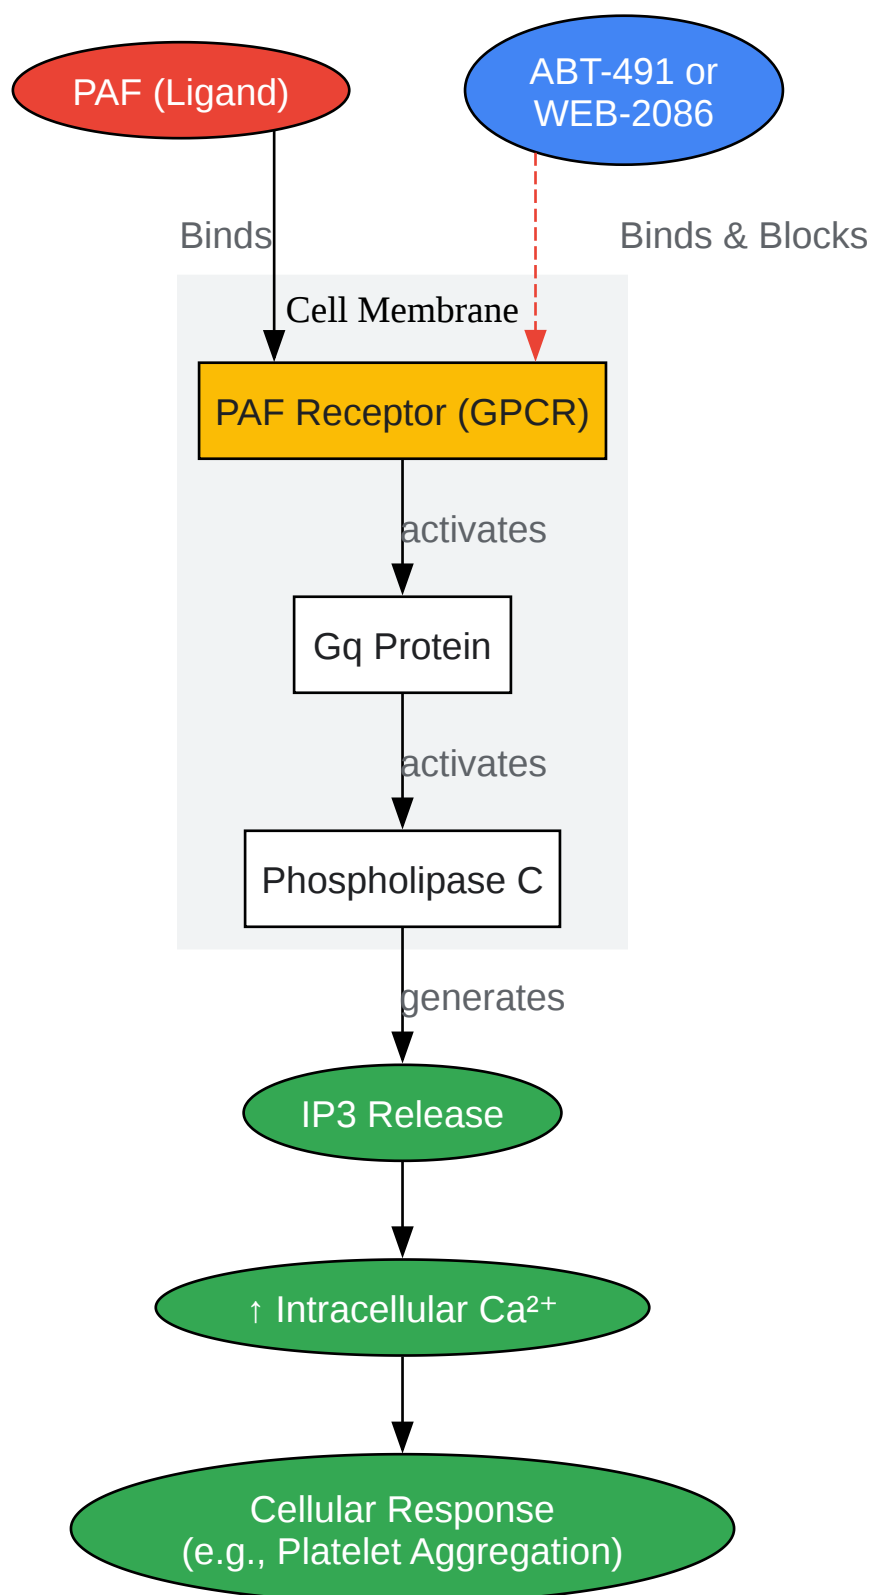 PAF (Ligand)
ABT-491 or
WEB-2086
Binds
Binds & Blocks
Cell Membrane
PAF Receptor (GPCR)
activates
Gq Protein
activates
Phospholipase C
generates
IP3 Release
↑ Intracellular Ca²⁺
Cellular Response
(e.g., Platelet Aggregation)